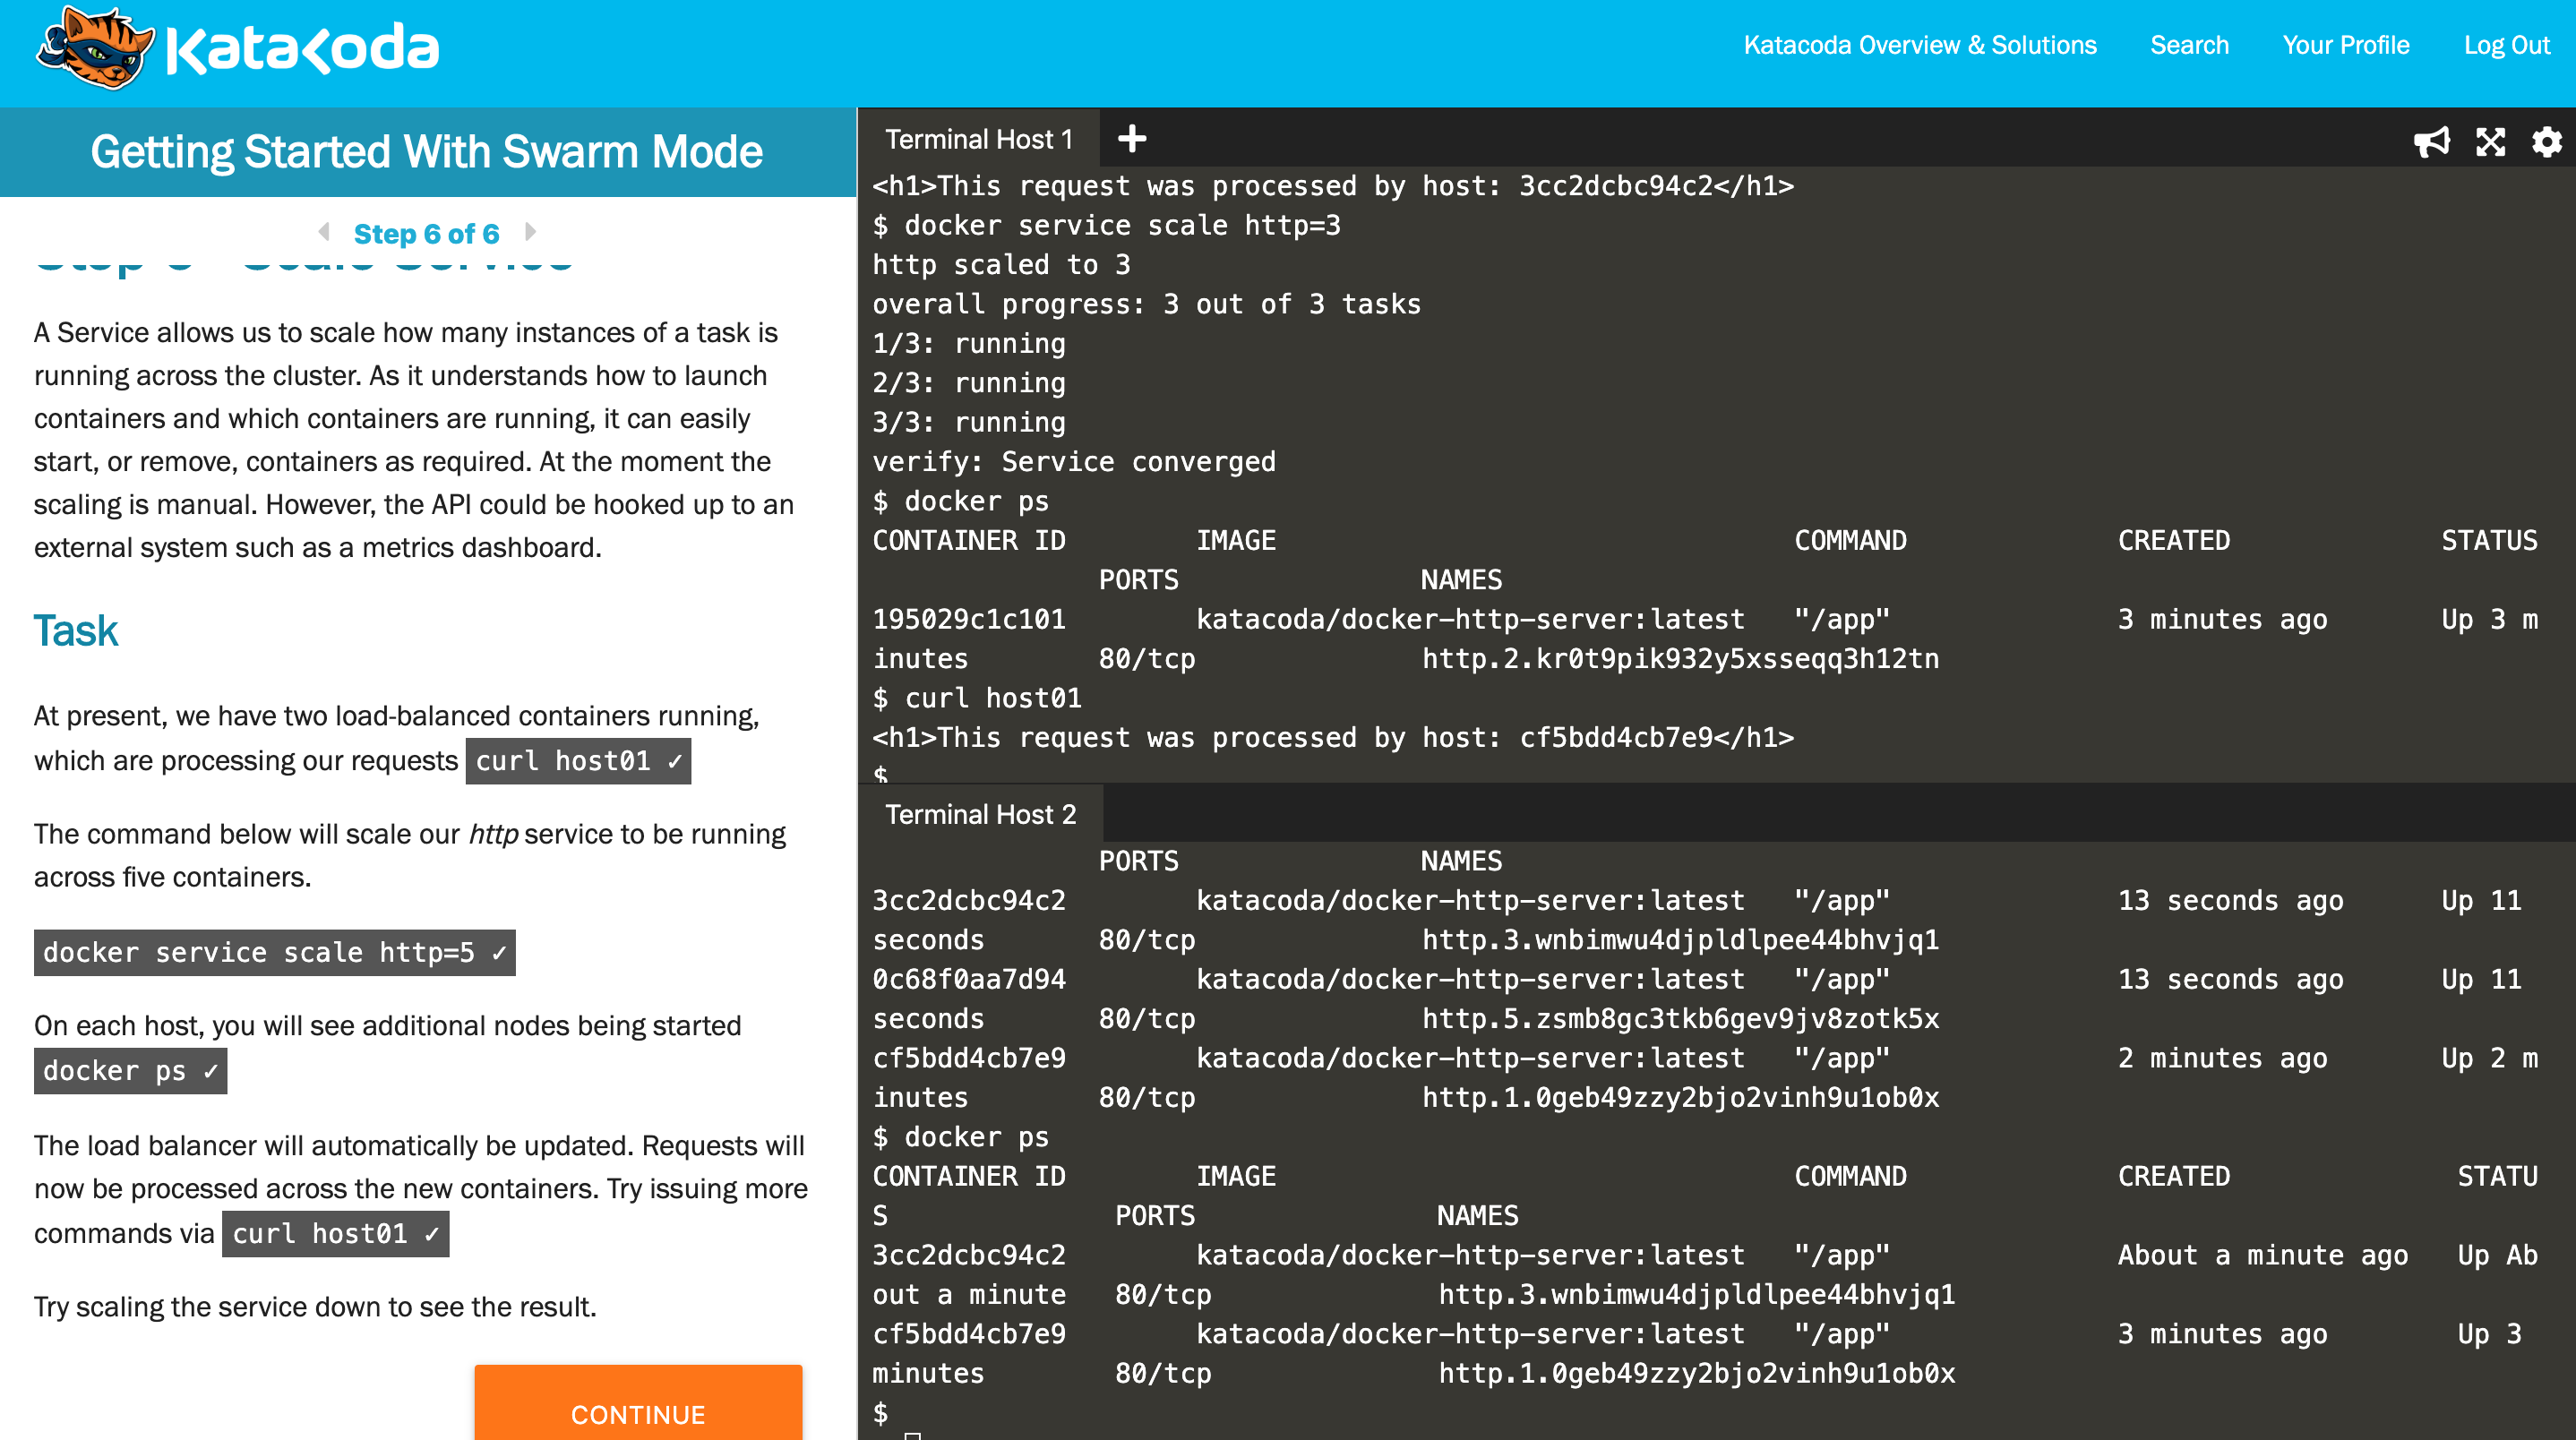 KataKoda
Katacoda Overview & Solutions
Search
Your Profile
Log Out
Getting Started With Swarm Mode
Step 6 of 6
A Service allows us to scale how many instances of a task is
running across the cluster. As it understands how to launch
containers and which containers are running, it can easily
start, or remove, containers as required. At the moment the
scaling is manual. However, the API could be hooked up to an
external system such as a metrics dashboard.
Task
At present, we have two load-balanced containers running,
which are processing our requests curl host01 ✓
The command below will scale our http service to be running
across five containers.
docker service scale http=5 ✓
On each host, you will see additional nodes being started
docker ps ✓
The load balancer will automatically be updated. Requests will
now be processed across the new containers. Try issuing more
commands via curl host01 ✓
Try scaling the service down to see the result.
CONTINUE
Terminal Host 1
<h1>This request was processed by host: 3cc2dcbc94c2</h1>
$ docker service scale http=3
http scaled to 3
overall progress: 3 out of 3 tasks
1/3: running
2/3: running
3/3: running
verify: Service converged
$ docker ps
CONTAINER ID IMAGE COMMAND CREATED STATUS
PORTS NAMES
195029c1c101 katacoda/docker-http-server:latest "/app" 3 minutes ago Up 3 m
inutes 80/tcp http.2.kr0t9pik932y5xsseqq3h12tn
$ curl host01
<h1>This request was processed by host: cf5bdd4cb7e9</h1>
$
Terminal Host 2
PORTS NAMES
3cc2dcbc94c2 katacoda/docker-http-server:latest "/app" 13 seconds ago Up 11
seconds 80/tcp http.3.wnbimwu4djpldlpee44bhvjq1
0c68f0aa7d94 katacoda/docker-http-server:latest "/app" 13 seconds ago Up 11
seconds 80/tcp http.5.zsmb8gc3tkb6gev9jv8zotk5x
cf5bdd4cb7e9 katacoda/docker-http-server:latest "/app" 2 minutes ago Up 2 m
inutes 80/tcp http.1.0geb49zzy2bjo2vinh9u1ob0x
$ docker ps
CONTAINER ID IMAGE COMMAND CREATED STATU
S PORTS NAMES
3cc2dcbc94c2 katacoda/docker-http-server:latest "/app" About a minute ago Up Ab
out a minute 80/tcp http.3.wnbimwu4djpldlpee44bhvjq1
cf5bdd4cb7e9 katacoda/docker-http-server:latest "/app" 3 minutes ago Up 3
minutes 80/tcp http.1.0geb49zzy2bjo2vinh9u1ob0x
$